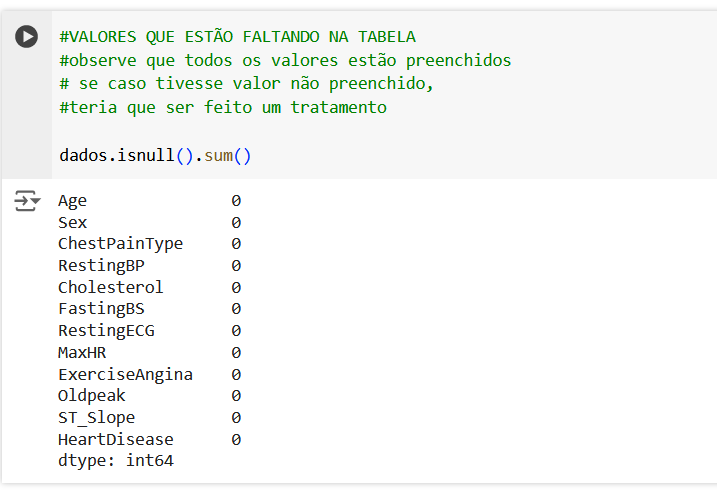 #VALORES QUE ESTÃO FALTANDO NA TABELA
#observe que todos os valores estão preenchidos
# se caso tivesse valor não preenchido,
#teria que ser feito um tratamento
dados.isnull().sum()
Age 0
Sex 0
ChestPainType 0
RestingBP 0
Cholesterol 0
FastingBS 0
RestingECG 0
MaxHR 0
ExerciseAngina 0
Oldpeak 0
ST_Slope 0
HeartDisease 0
dtype: int64